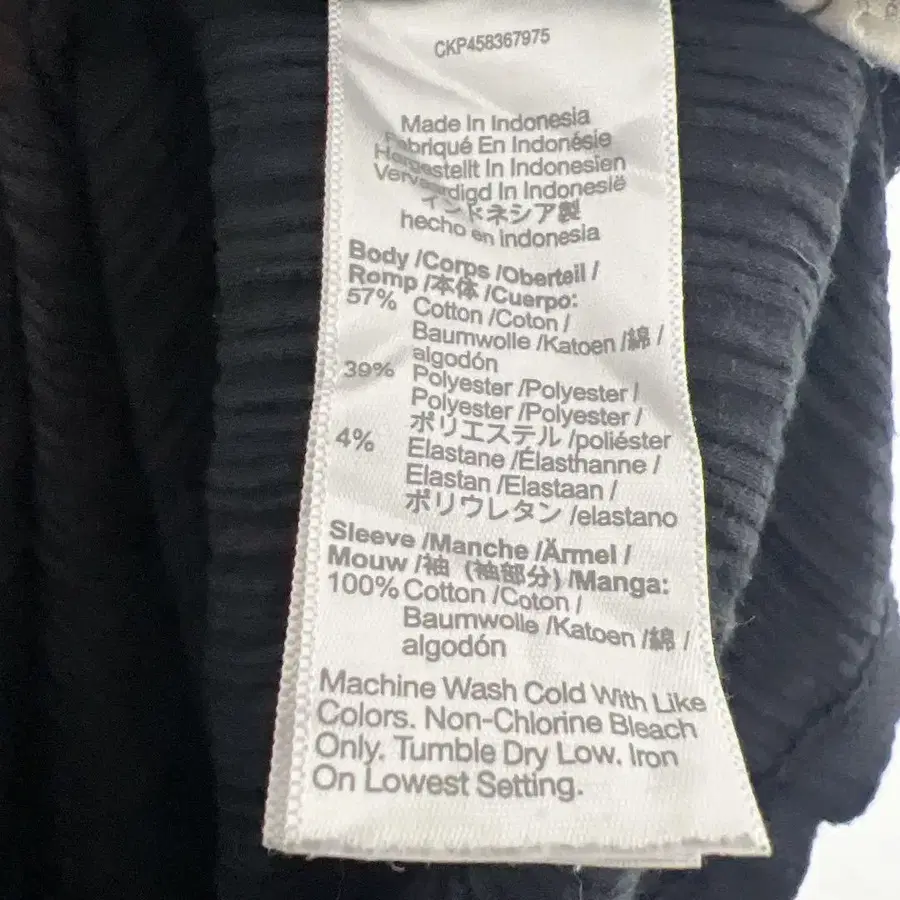 CKP458367975
Made In Indonesia
Fabriqué En Indonésie
Hergestellt In Indonesien
Vervaardigd In Indonesië
インドネシア製
hecho en Indonesia
Body /Corps /Oberteil /
Romp /本体 /Cuerpo:
57% Cotton /Coton /
Baumwolle /Katoen /綿 /
algodón
39% Polyester /Polyester /
Polyester /Polyester /
ポリエステル /poliéster
4% Elastane /Élasthanne /
Elastan /Elastaan /
ポリウレタン /elastano
Sleeve /Manche /Ärmel /
Mouw /袖 (袖部分) /Manga:
100% Cotton /Coton /
Baumwolle /Katoen /綿 /
algodón
Machine Wash Cold With Like
Colors. Non-Chlorine Bleach
Only. Tumble Dry Low. Iron
On Lowest Setting.